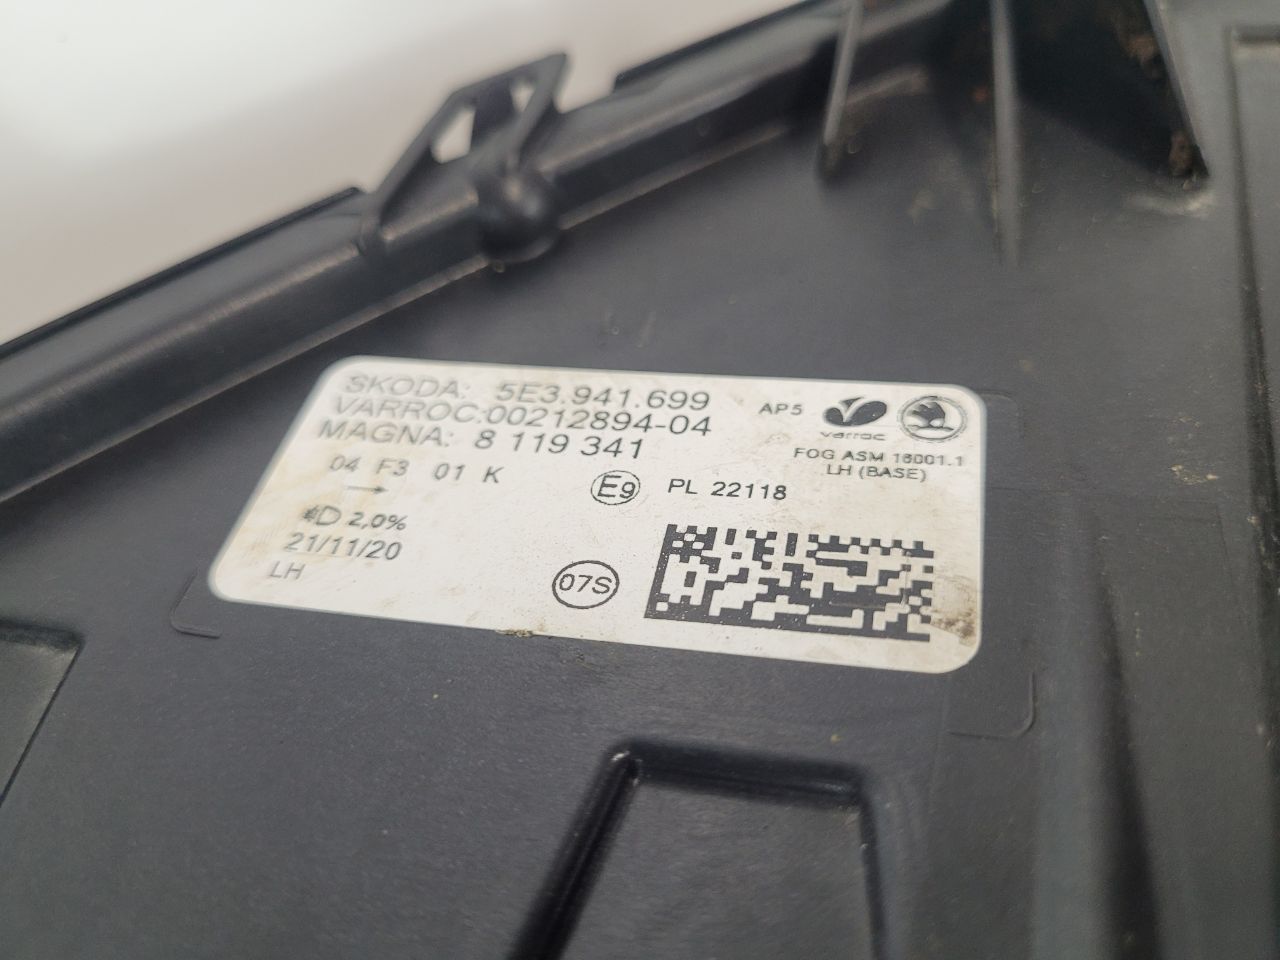 SKODA: 5E3.941.699
VARROC:00212894-04
MAGNA: 8 119 341
AP5
varroc
FOG ASM 16001.1
LH (BASE)
04 F3 01 K
E9 PL 22118
2,0%
21/11/20
LH
07S